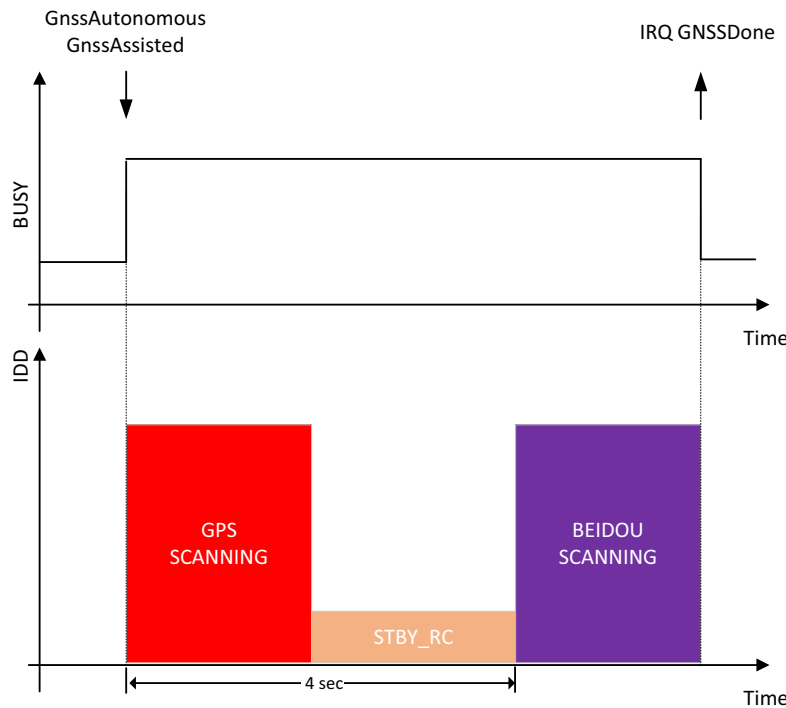 GnssAutonomous
GnssAssisted
IRQ GNSSDone
BUSY
Time
IDD
GPS
SCANNING
BEIDOU
SCANNING
STBY_RC
4 sec
Time